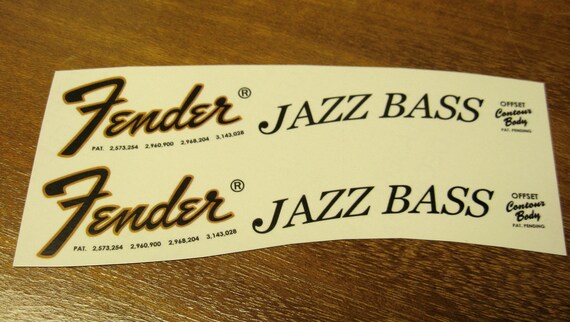 Fender® JAZZ BASS
PAT. 2,573,254 2,960,900 2,968,204 3,143,028
OFFSET
Contour
Body
PAT. PENDING
Fender® JAZZ BASS
PAT. 2,573,254 2,960,900 2,968,204 3,143,028
OFFSET
Contour
Body
PAT. PENDING